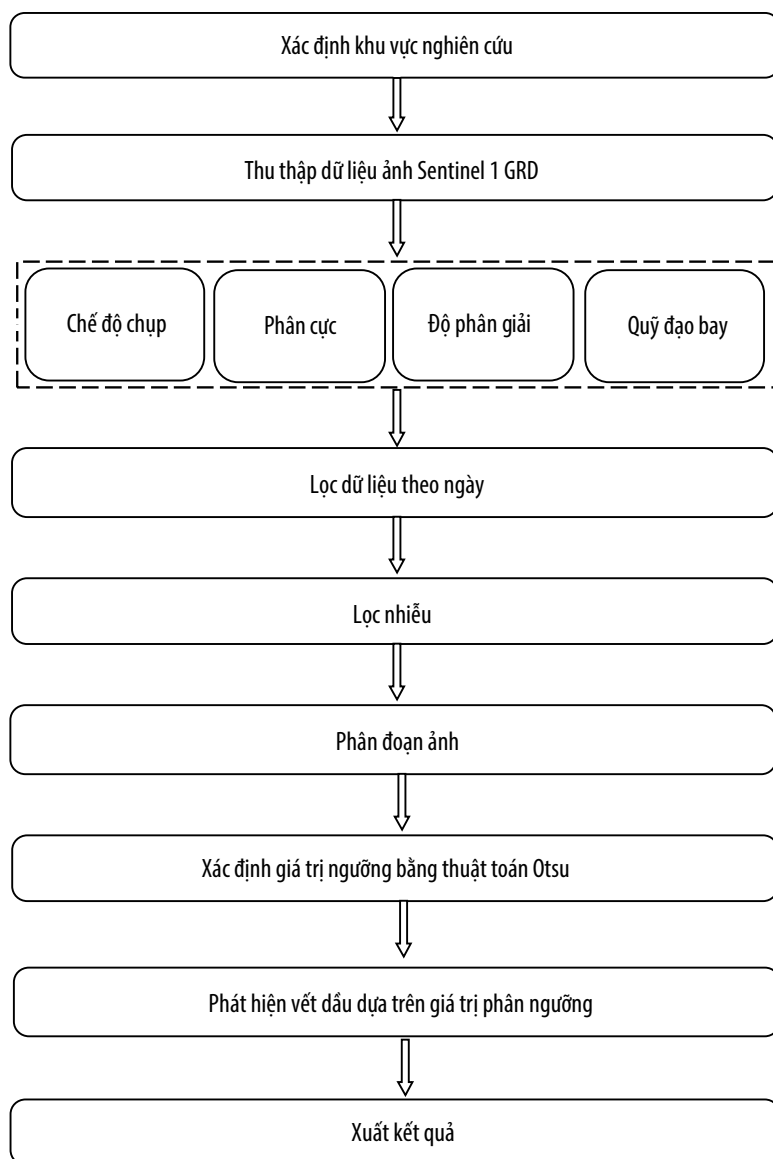 Xác định khu vực nghiên cứu
Thu thập dữ liệu ảnh Sentinel 1 GRD
Chế độ chụp
Phân cực
Độ phân giải
Quỹ đạo bay
Lọc dữ liệu theo ngày
Lọc nhiễu
Phân đoạn ảnh
Xác định giá trị ngưỡng bằng thuật toán Otsu
Phát hiện vết dầu dựa trên giá trị phân ngưỡng
Xuất kết quả